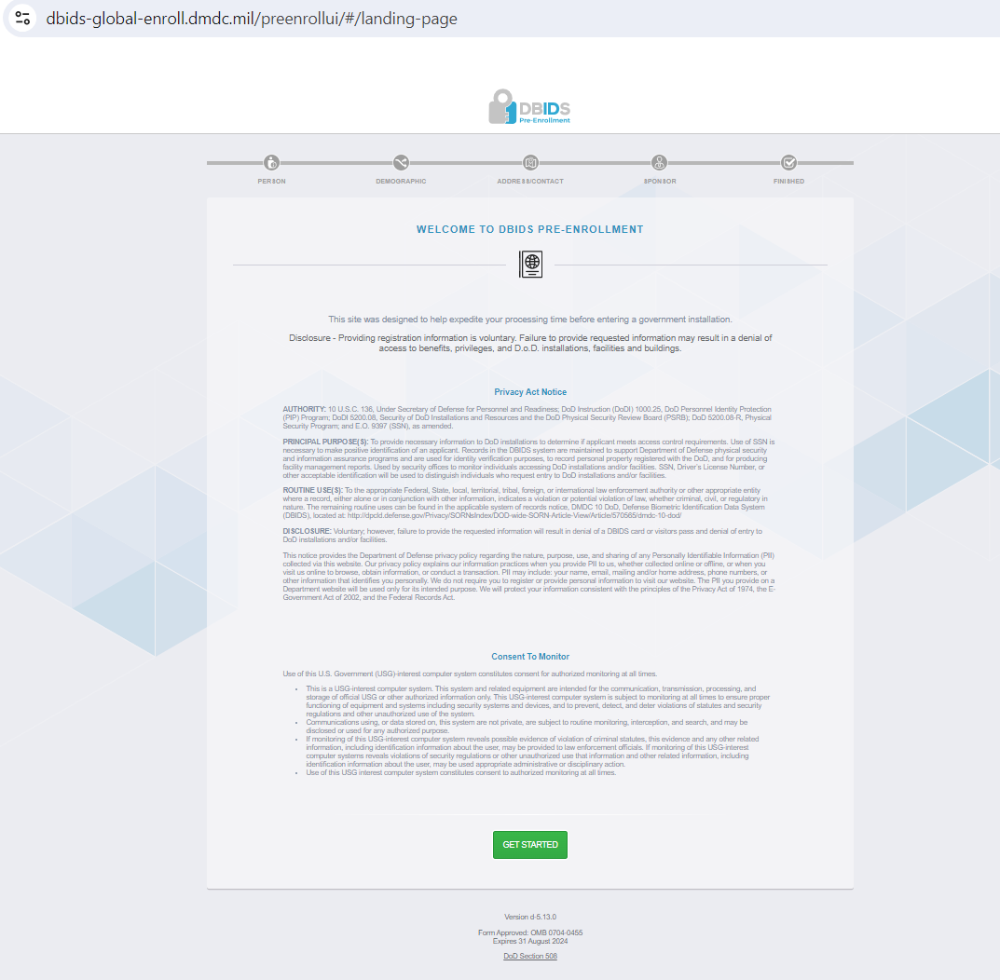 dbids-global-enroll.dmdc.mil/preenrollui/#/landing-page
DBIDS
Pre-Enrollment
PERSON
DEMOGRAPHIC
ADDRESS/CONTACT
SPONSOR
FINISHED
WELCOME TO DBIDS PRE-ENROLLMENT
This site was designed to help expedite your processing time before entering a government installation.
Disclosure - Providing registration information is voluntary. Failure to provide requested information may result in a denial of
access to benefits, privileges, and D.o.D. installations, facilities and buildings.
Privacy Act Notice
AUTHORITY: 10 U.S.C. 136, Under Secretary of Defense for Personnel and Readiness; DoD Instruction (DoDI) 1000.25, DoD Personnel Identity Protection
(PIP) Program; DoDI 5200.08, Security of DoD Installations and Resources and the DoD Physical Security Review Board (PSRB); DoD 5200.08-R, Physical
Security Program; and E.O. 9397 (SSN), as amended.
PRINCIPAL PURPOSE(S): To provide necessary information to DoD installations to determine if applicant meets access control requirements. Use of SSN is
necessary to make positive identification of an applicant. Records in the DBIDS system are maintained to support Department of Defense physical security
and information assurance programs and are used for identity verification purposes, to record personal property registered with the DoD, and for producing
facility management reports. Used by security offices to monitor individuals accessing DoD installations and/or facilities. SSN, Driver's License Number, or
other acceptable identification will be used to distinguish individuals who request entry to DoD installations and/or facilities.
ROUTINE USE(S): To the appropriate Federal, State, local, territorial, tribal, foreign, or international law enforcement authority or other appropriate entity
where a record, either alone or in conjunction with other information, indicates a violation or potential violation of law, whether criminal, civil, or regulatory in
nature. The remaining routine uses can be found in the applicable system of records notice, DMDC 10 DoD, Defense Biometric Identification Data System
(DBIDS), located at: http://dpcld.defense.gov/Privacy/SORNsIndex/DOD-wide-SORN-Article-View/Article/570565/dmdc-10-dod/
DISCLOSURE: Voluntary; however, failure to provide the requested information will result in denial of a DBIDS card or visitors pass and denial of entry to
DoD installations and/or facilities.
This notice provides the Department of Defense privacy policy regarding the nature, purpose, use, and sharing of any Personally Identifiable Information (PII)
collected via this website. Our privacy policy explains our information practices when you provide PII to us, whether collected online or offline, or when you
visit us online to browse, obtain information, or conduct a transaction. PII may include: your name, email, mailing and/or home address, phone numbers, or
other information that identifies you personally. We do not require you to register or provide personal information to visit our website. The PII you provide on a
Department website will be used only for its intended purpose. We will protect your information consistent with the principles of the Privacy Act of 1974, the E-
Government Act of 2002, and the Federal Records Act.
Consent To Monitor
Use of this U.S. Government (USG)-interest computer system constitutes consent for authorized monitoring at all times.
• This is a USG-interest computer system. This system and related equipment are intended for the communication, transmission, processing, and
storage of official USG or other authorized information only. This USG-interest computer system is subject to monitoring at all times to ensure proper
functioning of equipment and systems including security systems and devices, and to prevent, detect, and deter violations of statutes and security
regulations and other unauthorized use of the system.
• Communications using, or data stored on, this system are not private, are subject to routine monitoring, interception, and search, and may be
disclosed or used for any authorized purpose.
• If monitoring of this USG-interest computer system reveals possible evidence of violation of criminal statutes, this evidence and any other related
information, including identification information about the user, may be provided to law enforcement officials. If monitoring of this USG-interest
computer systems reveals violations of security regulations or other unauthorized use that information and other related information, including
identification information about the user, may be used appropriate administrative or disciplinary action.
• Use of this USG interest computer system constitutes consent to authorized monitoring at all times.
GET STARTED
Version d-5.13.0
Form Approved: OMB 0704-0455
Expires 31 August 2024
DoD Section 508